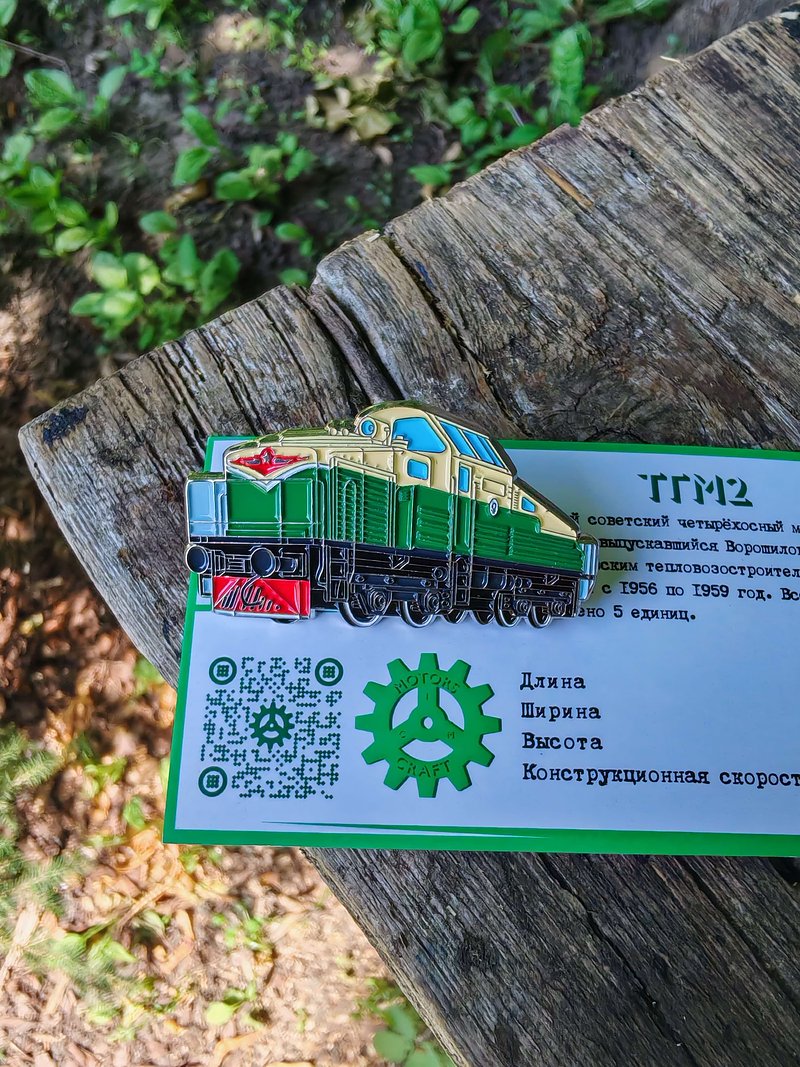 ТГМ2
й советский четырёхосный м
выпускавшийся Ворошилов
ским тепловозостроител
с 1956 по 1959 год. Вс
но 5 единиц.
MOTORS
I
C M
CRAFT
Длина
Ширина
Высота
Конструкционная скорост